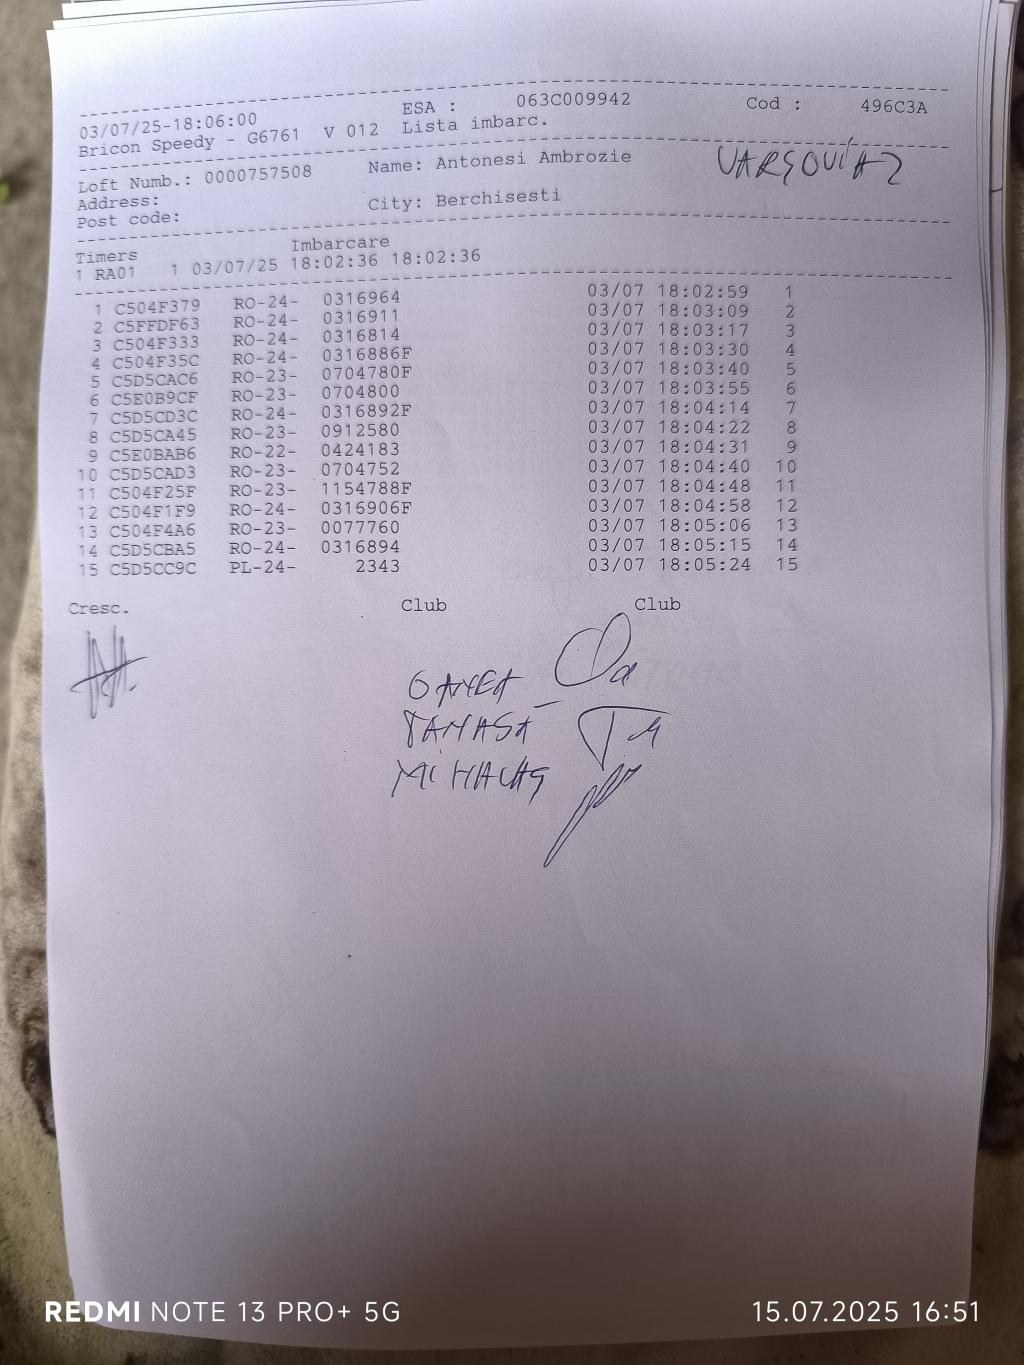 --------------------------------------------------------------------------------
03/07/25-18:06:00 ESA : 063C009942 Cod : 496C3A
Bricon Speedy - G6761 V 012 Lista imbarc.
--------------------------------------------------------------------------------
Loft Numb.: 0000757508 Name: Antonesi Ambrozie VARȘOVIA 2
Address:
Post code: City: Berchisesti
--------------------------------------------------------------------------------
Timers Imbarcare
1 RA01 1 03/07/25 18:02:36 18:02:36
--------------------------------------------------------------------------------
1 C504F379 RO-24- 0316964 03/07 18:02:59 1
2 C5FFDF63 RO-24- 0316911 03/07 18:03:09 2
3 C504F333 RO-24- 0316814 03/07 18:03:17 3
4 C504F35C RO-24- 0316886F 03/07 18:03:30 4
5 C5D5CAC6 RO-23- 0704780F 03/07 18:03:40 5
6 C5E0B9CF RO-23- 0704800 03/07 18:03:55 6
7 C5D5CD3C RO-24- 0316892F 03/07 18:04:14 7
8 C5D5CA45 RO-23- 0912580 03/07 18:04:22 8
9 C5E0BAB6 RO-22- 0424183 03/07 18:04:31 9
10 C5D5CAD3 RO-23- 0704752 03/07 18:04:40 10
11 C504F25F RO-23- 1154788F 03/07 18:04:48 11
12 C504F1F9 RO-24- 0316906F 03/07 18:04:58 12
13 C504F4A6 RO-23- 0077760 03/07 18:05:06 13
14 C5D5CBA5 RO-24- 0316894 03/07 18:05:15 14
15 C5D5CC9C PL-24- 2343 03/07 18:05:24 15
Cresc. Club Club
TANASĂ
REDMI NOTE 13 PRO+ 5G 15.07.2025 16:51